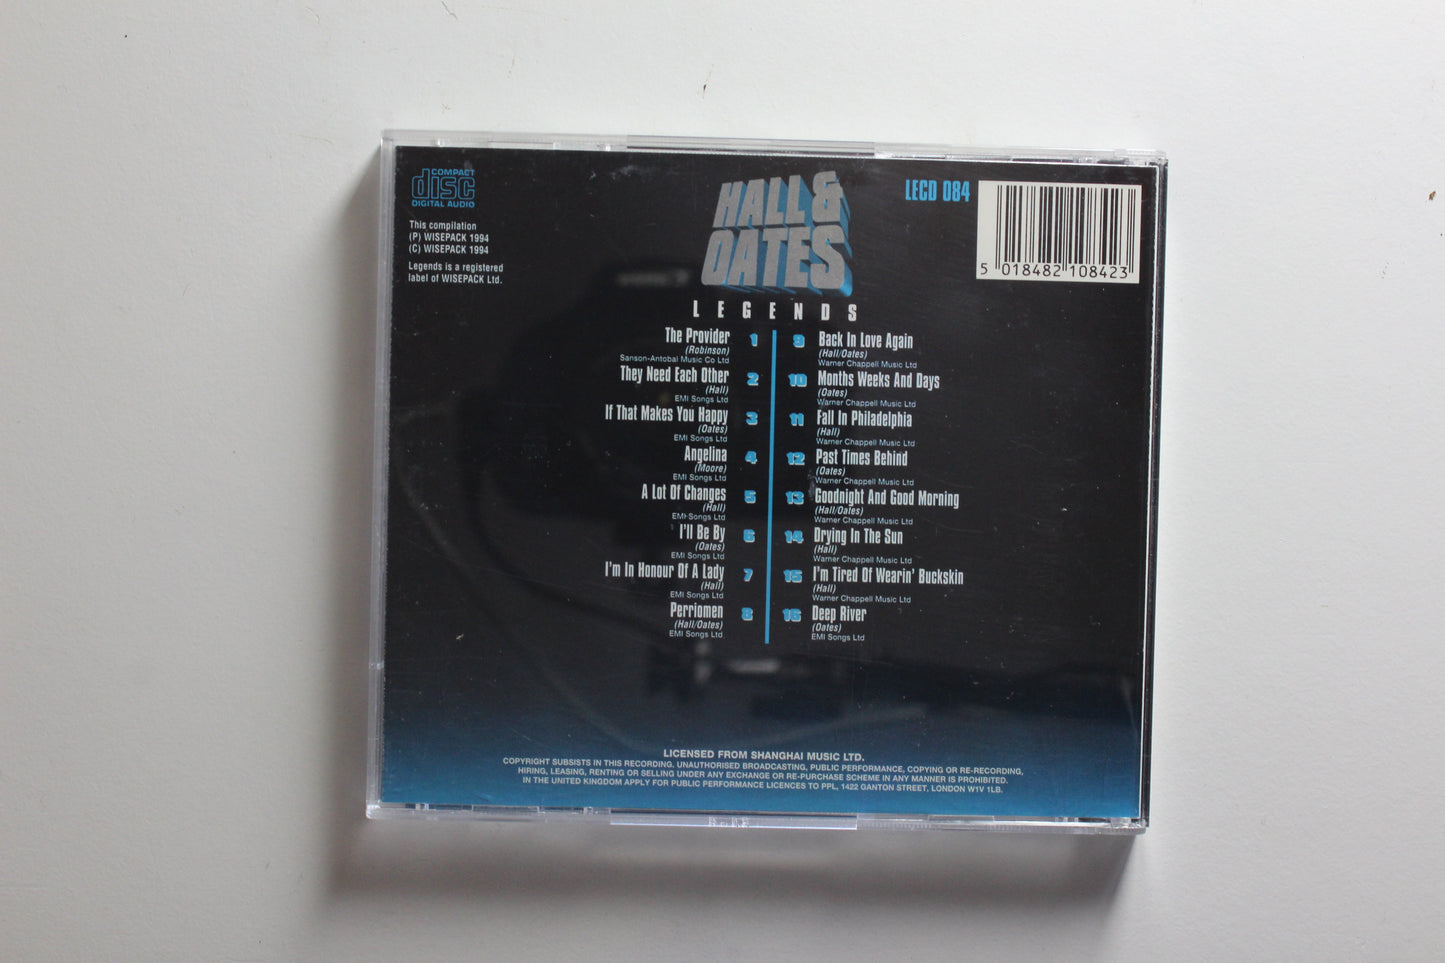 COMPACT
disc
DIGITAL AUDIO
This compilation
(P) WISEPACK 1994
(C) WISEPACK 1994
Legends is a registered
label of WISEPACK Ltd.
HALL &
OATES
LEGENDS
LECD 084
5 018482 108423
The Provider 1
(Robinson)
Sanson-Antobal Music Co Ltd
They Need Each Other 2
(Hall)
EMI Songs Ltd
If That Makes You Happy 3
(Oates)
EMI Songs Ltd
Angelina 4
(Moore)
EMI Songs Ltd
A Lot Of Changes 5
(Hall)
EMI Songs Ltd
I'll Be By 6
(Oates)
EMI Songs Ltd
I'm In Honour Of A Lady 7
(Hall)
EMI Songs Ltd
Perriomen 8
(Hall/Oates)
EMI Songs Ltd
9 Back In Love Again
(Hall/Oates)
Warner Chappell Music Ltd
10 Months Weeks And Days
(Oates)
Warner Chappell Music Ltd
11 Fall In Philadelphia
(Hall)
Warner Chappell Music Ltd
12 Past Times Behind
(Oates)
Warner Chappell Music Ltd
13 Goodnight And Good Morning
(Hall/Oates)
Warner Chappell Music Ltd
14 Drying In The Sun
(Hall)
Warner Chappell Music Ltd
15 I'm Tired Of Wearin' Buckskin
(Hall)
Warner Chappell Music Ltd
16 Deep River
(Oates)
EMI Songs Ltd
LICENSED FROM SHANGHAI MUSIC LTD.
COPYRIGHT SUBSISTS IN THIS RECORDING. UNAUTHORISED BROADCASTING, PUBLIC PERFORMANCE, COPYING OR RE-RECORDING,
HIRING, LEASING, RENTING OR SELLING UNDER ANY EXCHANGE OR RE-PURCHASE SCHEME IN ANY MANNER IS PROHIBITED.
IN THE UNITED KINGDOM APPLY FOR PUBLIC PERFORMANCE LICENCES TO PPL, 1422 GANTON STREET, LONDON W1V 1LB.